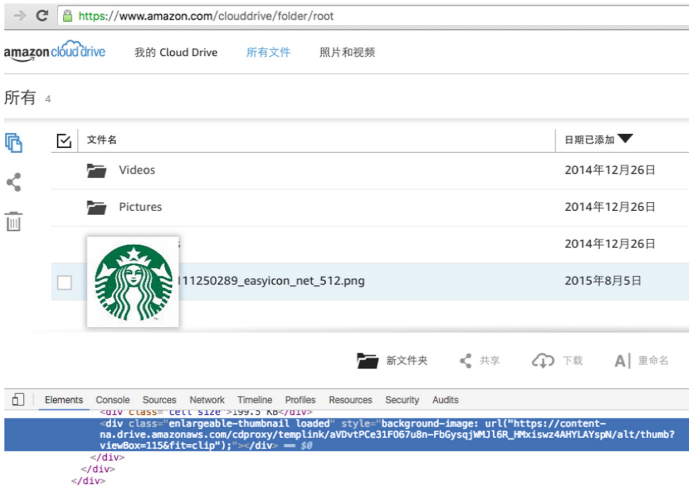 https://www.amazon.com/clouddrive/folder/root
amazon clouddrive 我的 Cloud Drive 所有文件 照片和视频
所有 4
文件名 日期已添加
Videos 2014年12月26日
Pictures 2014年12月26日
2014年12月26日
111250289_easyicon_net_512.png 2015年8月5日
新文件夹 共享 下载 A| 重命名
Elements Console Sources Network Timeline Profiles Resources Security Audits
<div class="cell size">199.5 KB</div>
<div class="enlargeable-thumbnail loaded" style="background-image: url("https://content-
na.drive.amazonaws.com/cdproxy/templink/aVDvtPCe31FO67u8n-FbGysqjWMJl6R_HMxiswz4AHYLAYspN/alt/thumb?
viewBox=115&fit=clip");"></div> == $0
</div>
</div>
</div>